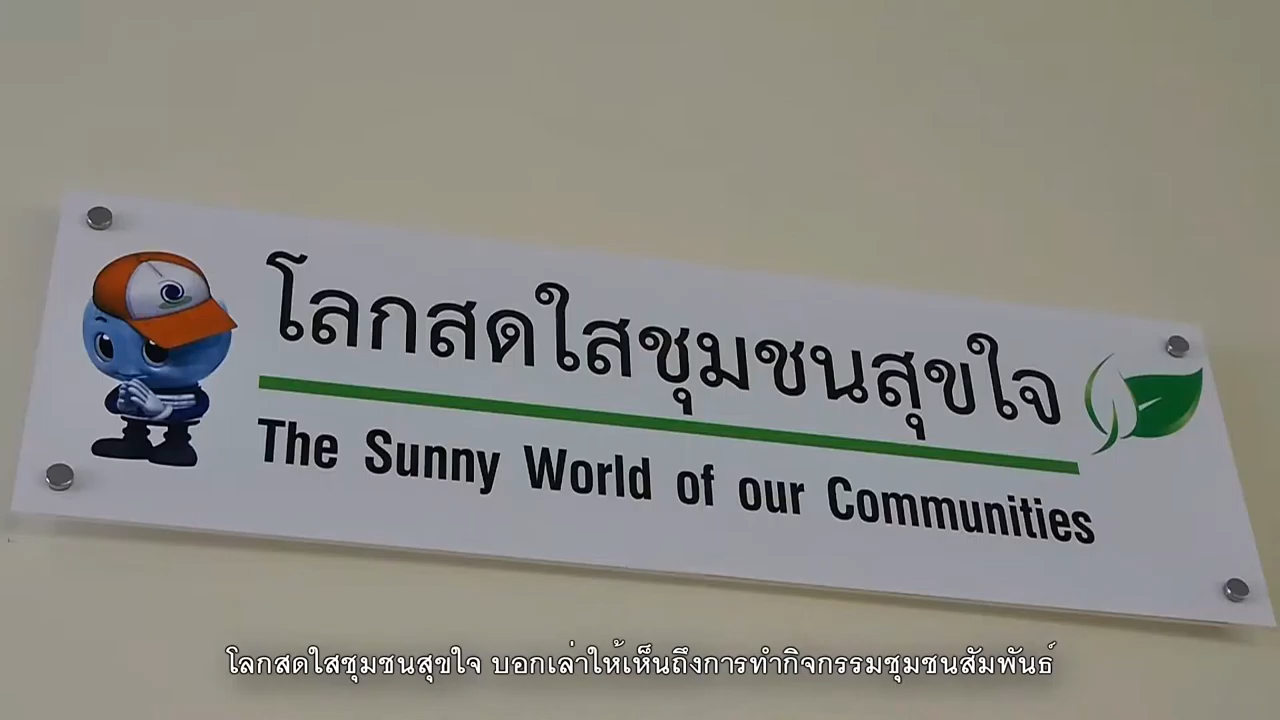 โลกสดใสชุมชนสุขใจ
The Sunny World of our Communities
โลกสดใสชุมชนสุขใจ บอกเล่าให้เห็นถึงการทำกิจกรรมชุมชนสัมพันธ์